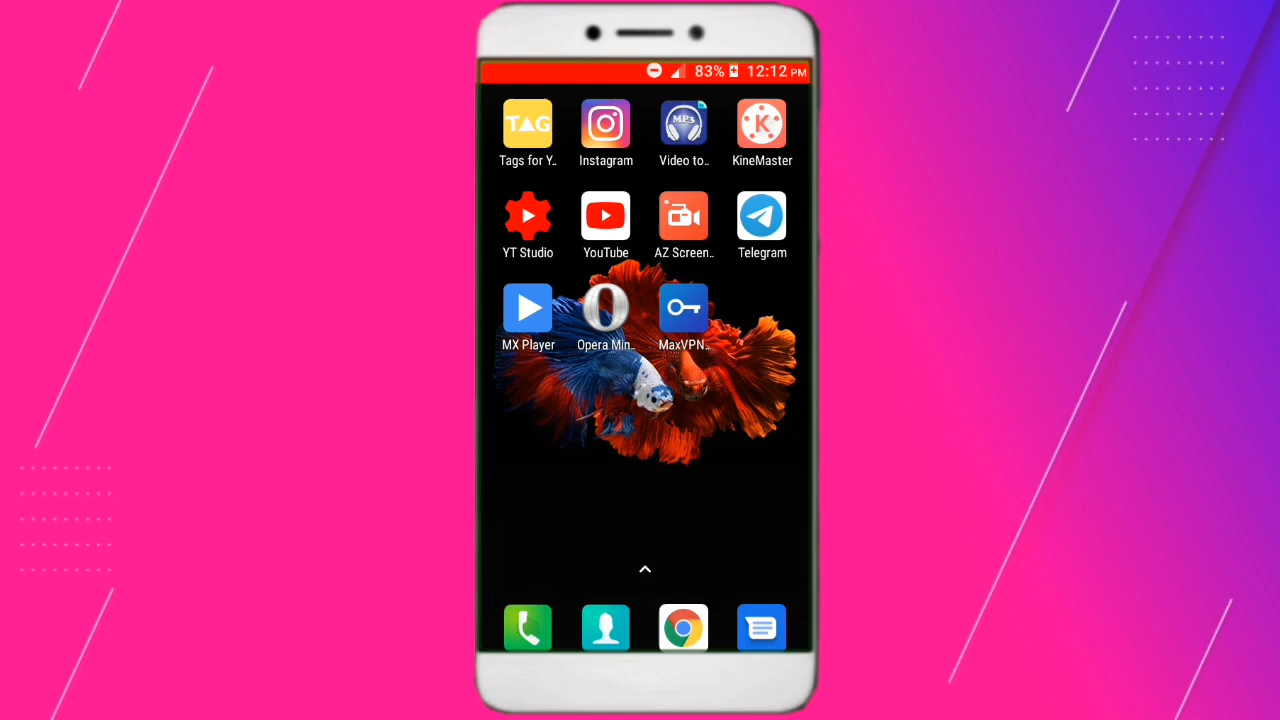 83% 12:12 PM
TAG MP3 K
Tags for Y.. Instagram Video to.. KineMaster
YT Studio YouTube AZ Screen.. Telegram
MX Player Opera Min.. MaxVPN..